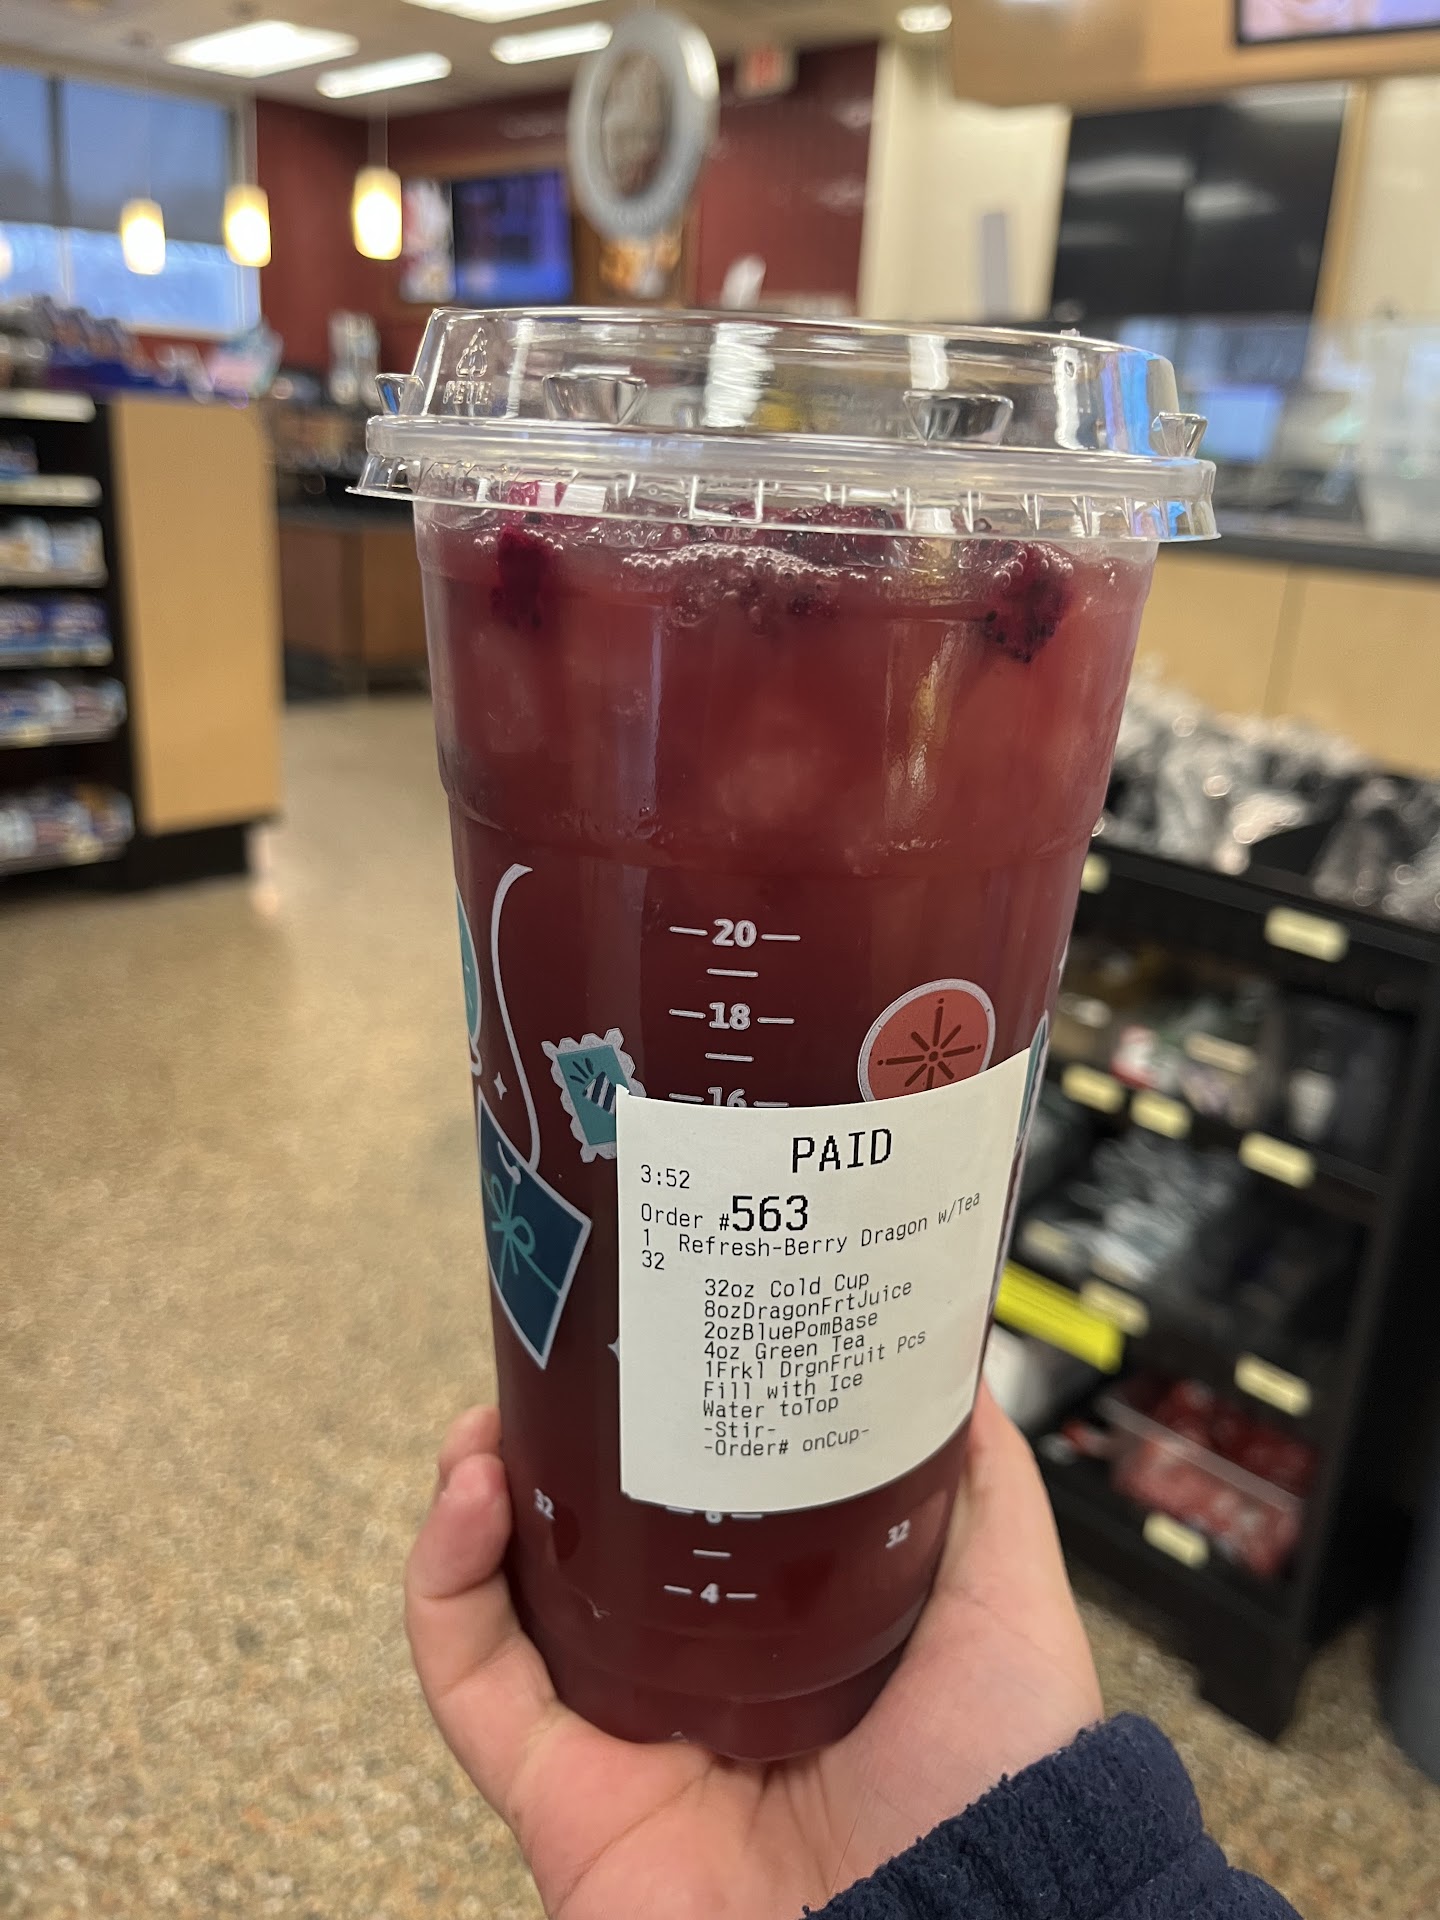 PETE
20
18
16
PAID
3:52
Order #563
1 Refresh-Berry Dragon w/Tea
32
32oz Cold Cup
8ozDragonFrtJuice
2ozBluePomBase
4oz Green Tea
1Frkl DrgnFruit Pcs
Fill with Ice
Water toTop
-Stir-
-Order# onCup-
32
6
32
4